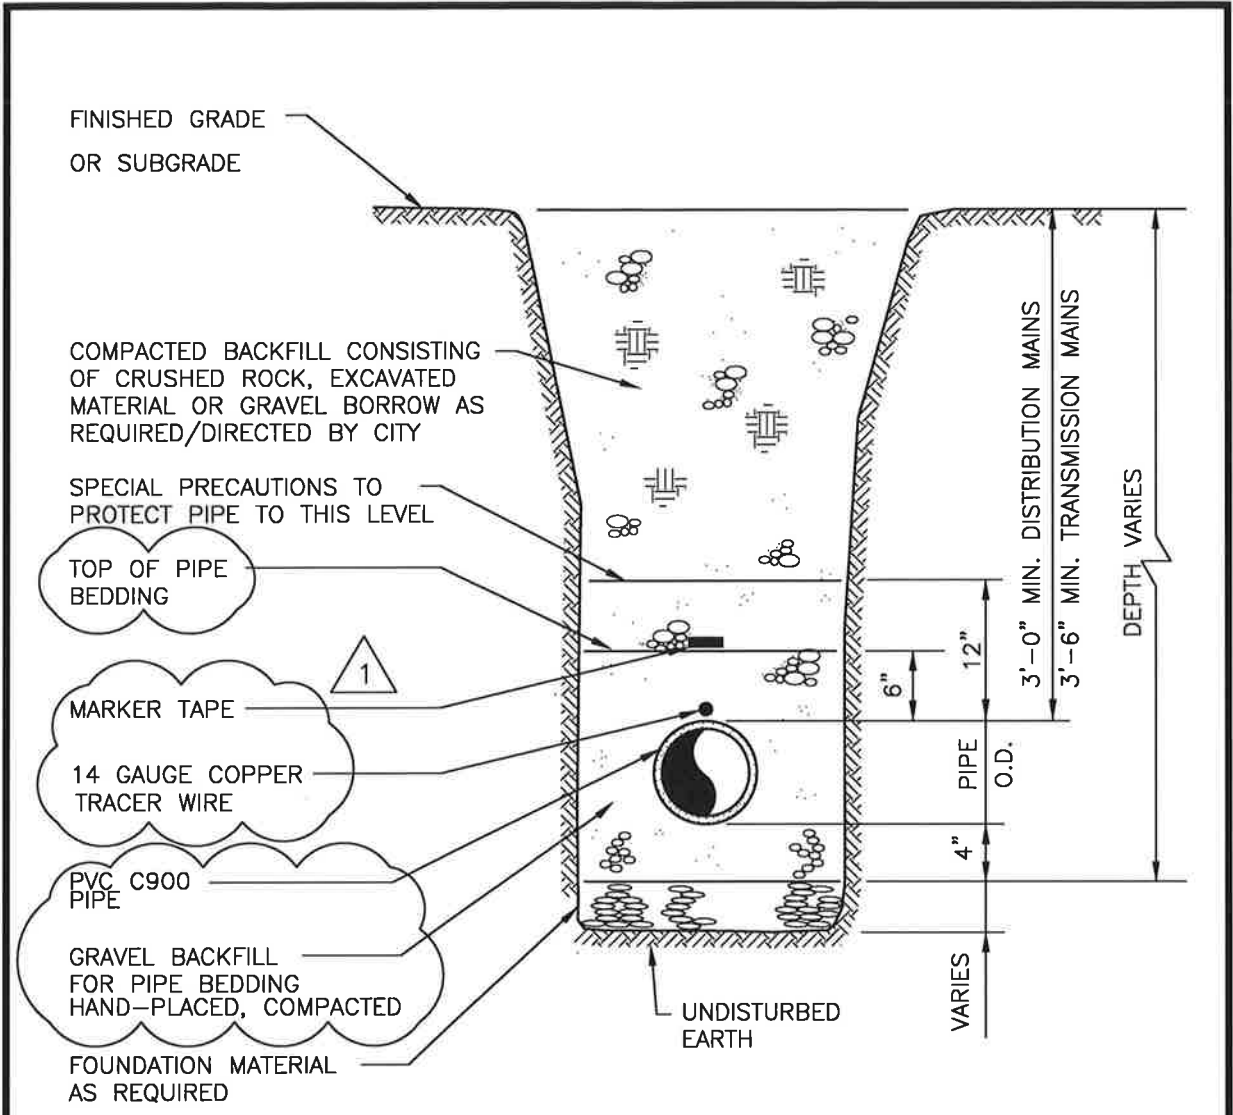 FINISHED GRADE
OR SUBGRADE
COMPACTED BACKFILL CONSISTING
OF CRUSHED ROCK, EXCAVATED
MATERIAL OR GRAVEL BORROW AS
REQUIRED/DIRECTED BY CITY
SPECIAL PRECAUTIONS TO
PROTECT PIPE TO THIS LEVEL
TOP OF PIPE
BEDDING
1
MARKER TAPE
14 GAUGE COPPER
TRACER WIRE
PVC C900
PIPE
GRAVEL BACKFILL
FOR PIPE BEDDING
HAND-PLACED, COMPACTED
FOUNDATION MATERIAL
AS REQUIRED
UNDISTURBED
EARTH
6"
12"
PIPE
O.D.
4"
VARIES
3'-0" MIN. DISTRIBUTION MAINS
3'-6" MIN. TRANSMISSION MAINS
DEPTH VARIES